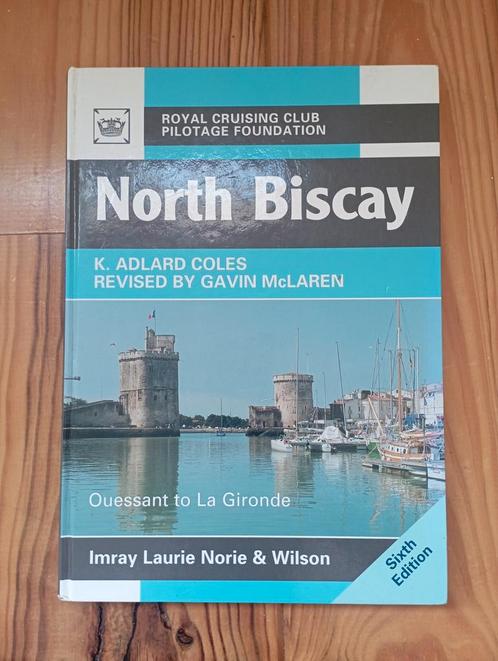 ROYAL CRUISING CLUB
PILOTAGE FOUNDATION
North Biscay
K. ADLARD COLES
REVISED BY GAVIN McLAREN
Ouessant to La Gironde
Imray Laurie Norie & Wilson
Sixth
Edition